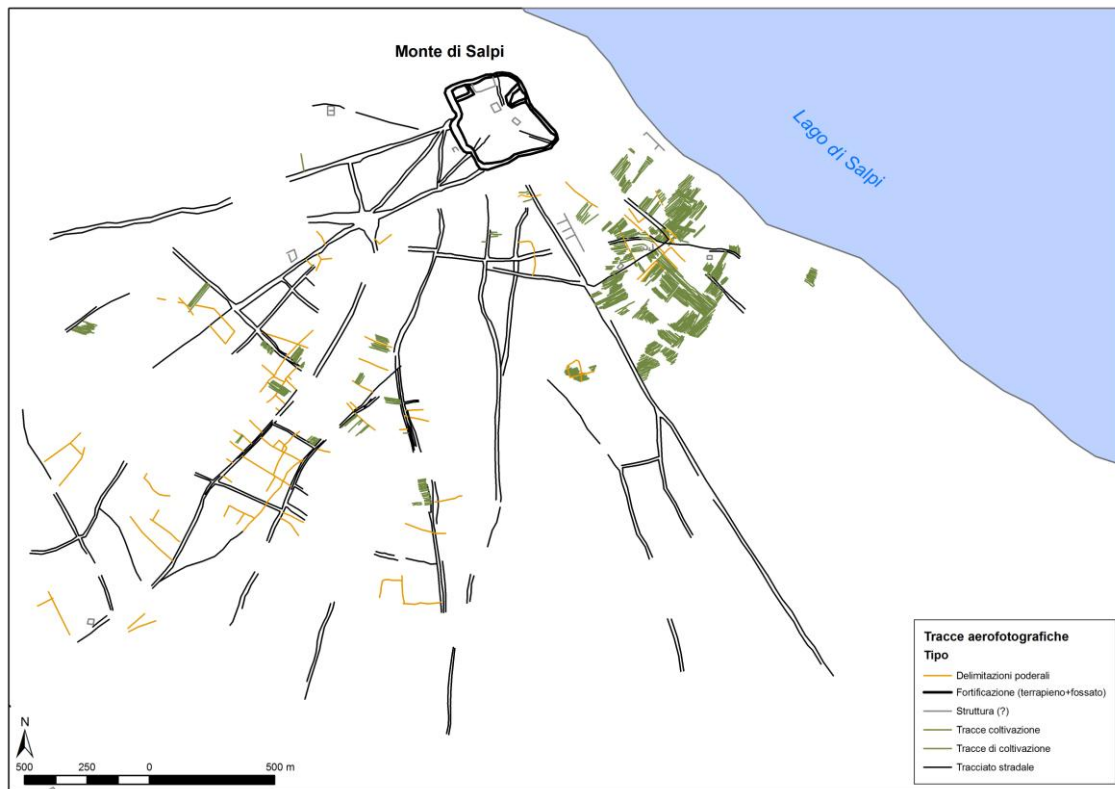 Monte di Salpi
Lago di Salpi
Tracce aerofotografiche
Tipo
Delimitazioni poderali
Fortificazione (terrapieno+fossato)
Struttura (?)
Tracce coltivazione
Tracce di coltivazione
Tracciato stradale
N
500 250 0 500 m